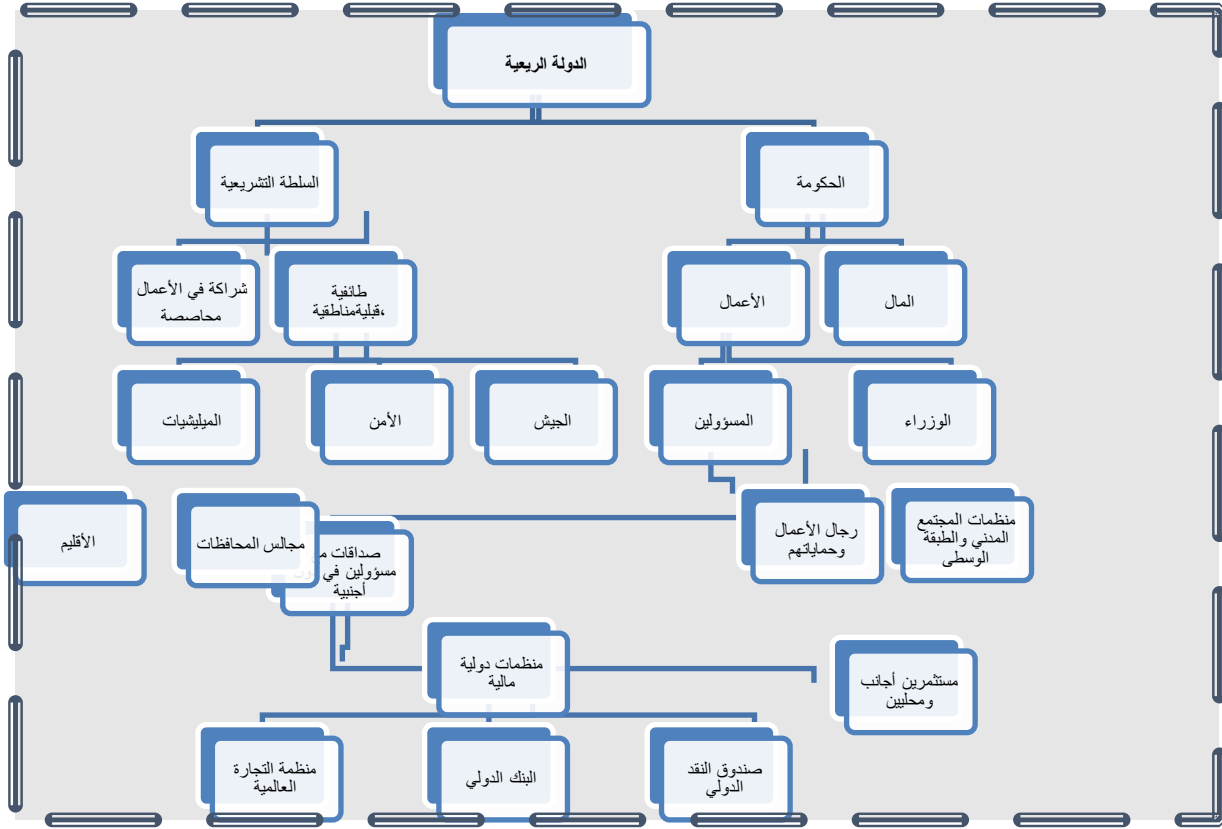 الدولة الريعية
الحكومة
السلطة التشريعية
المال
الأعمال
طائفية
،قبليةمناطقية
شراكة في الأعمال
محاصصة
الوزراء
المسؤولين
الجيش
الأمن
الميليشيات
منظمات المجتمع
المدني والطبقة
الوسطى
رجال الأعمال
وحماياتهم
صداقات
مسؤولين في
أجنبية
مجالس المحافظات
الأقليم
مستثمرين أجانب
ومحليين
منظمات دولية
مالية
صندوق النقد
الدولي
البنك الدولي
منظمة التجارة
العالمية